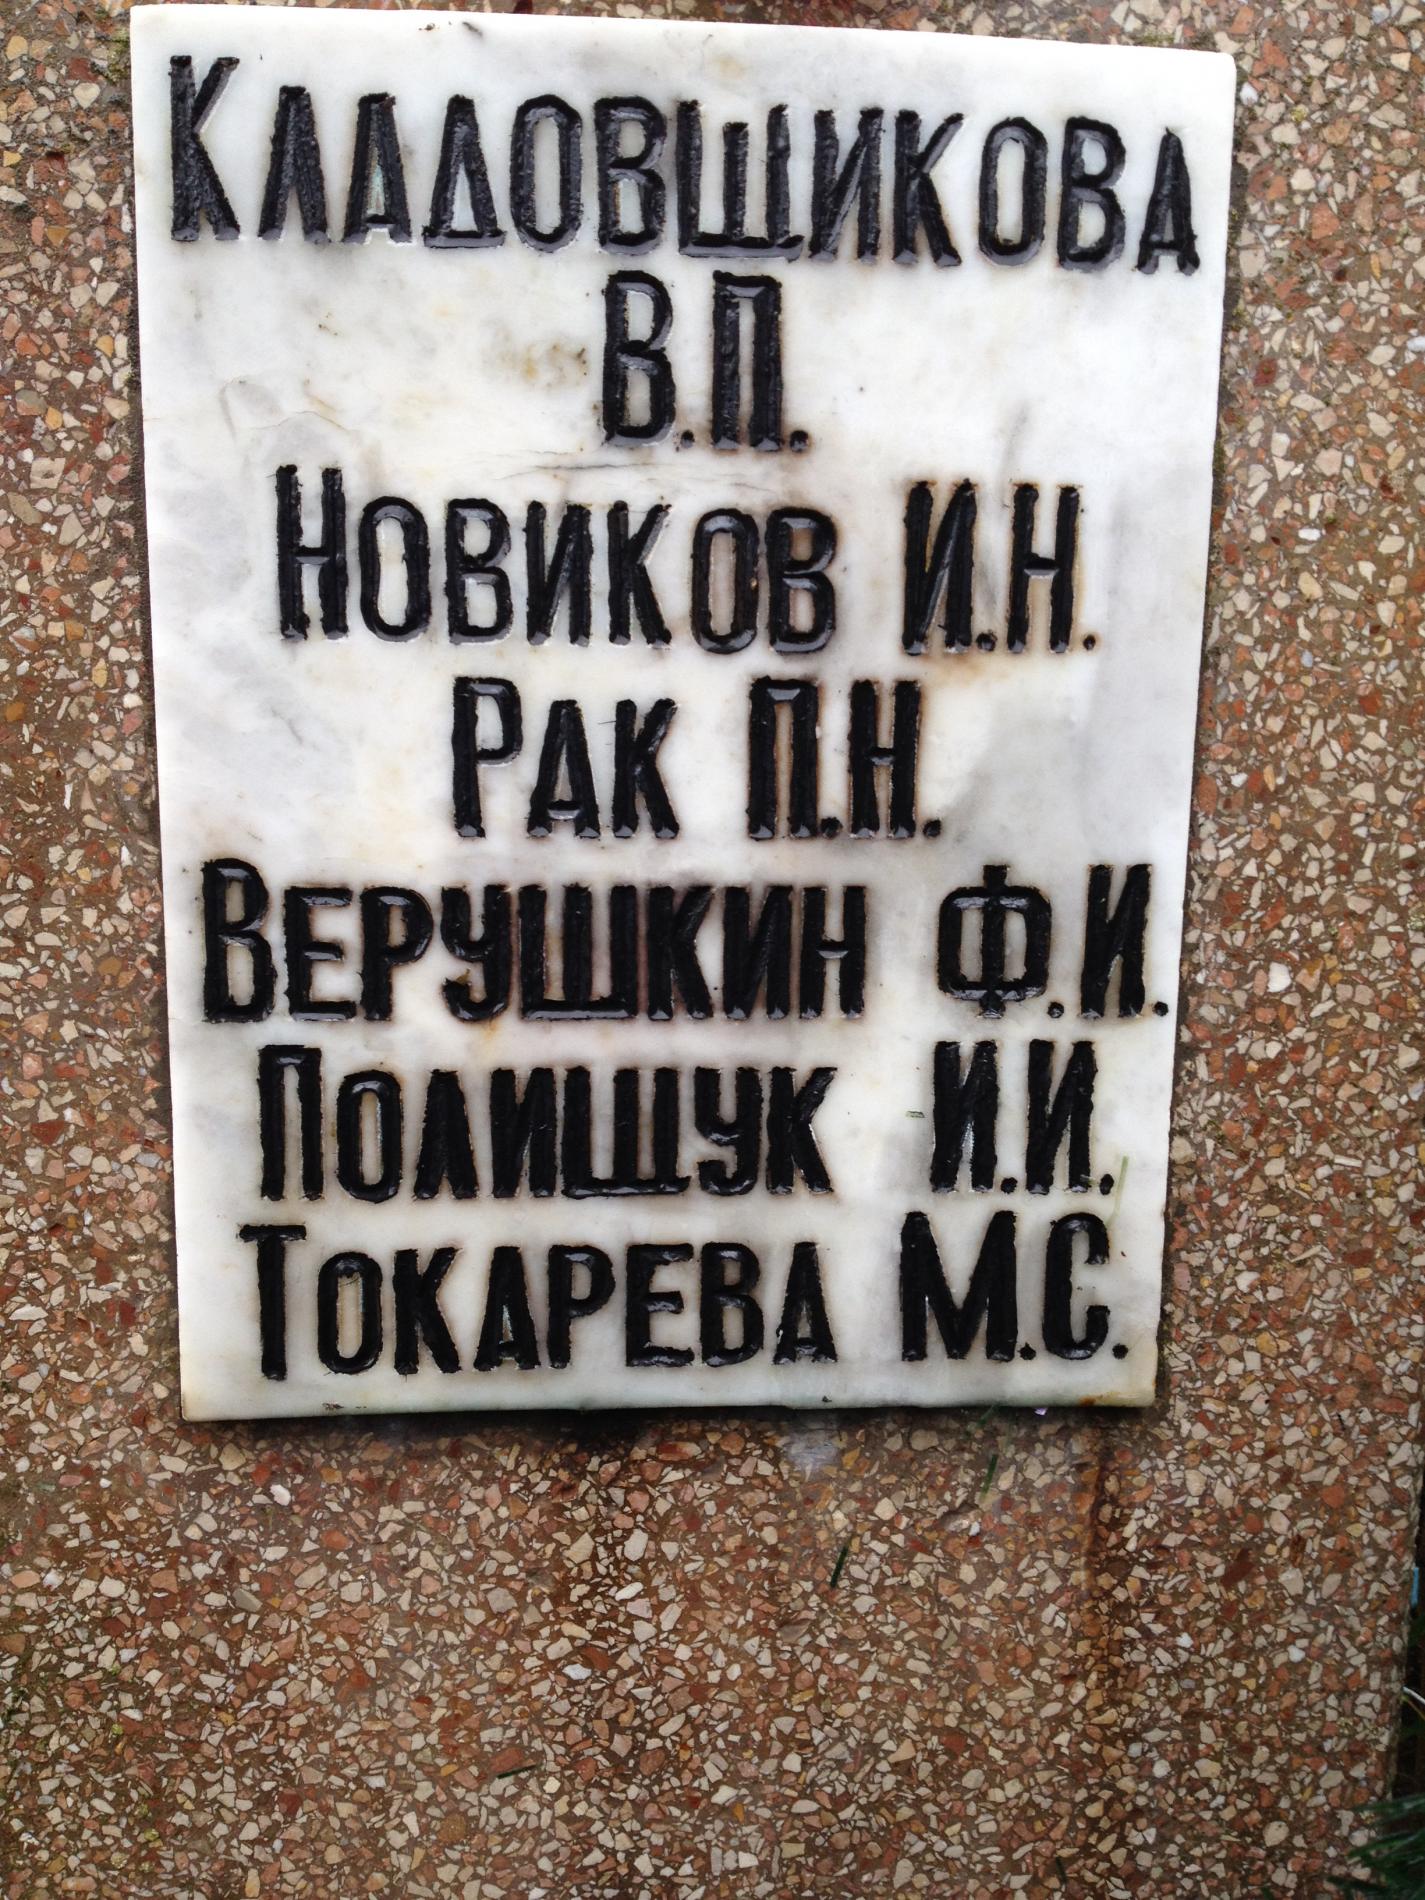 Кладовщикова
В.П.
Новиков И.Н.
Рак П.Н.
Верушкин Ф.И.
Полищук И.И.
Токарева М.С.